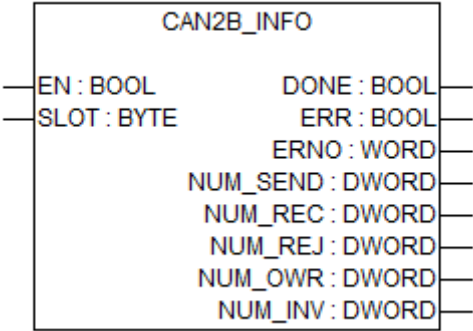 CAN2B_INFO
EN : BOOL DONE : BOOL
SLOT : BYTE ERR : BOOL
ERNO : WORD
NUM_SEND : DWORD
NUM_REC : DWORD
NUM_REJ : DWORD
NUM_OWR : DWORD
NUM_INV : DWORD